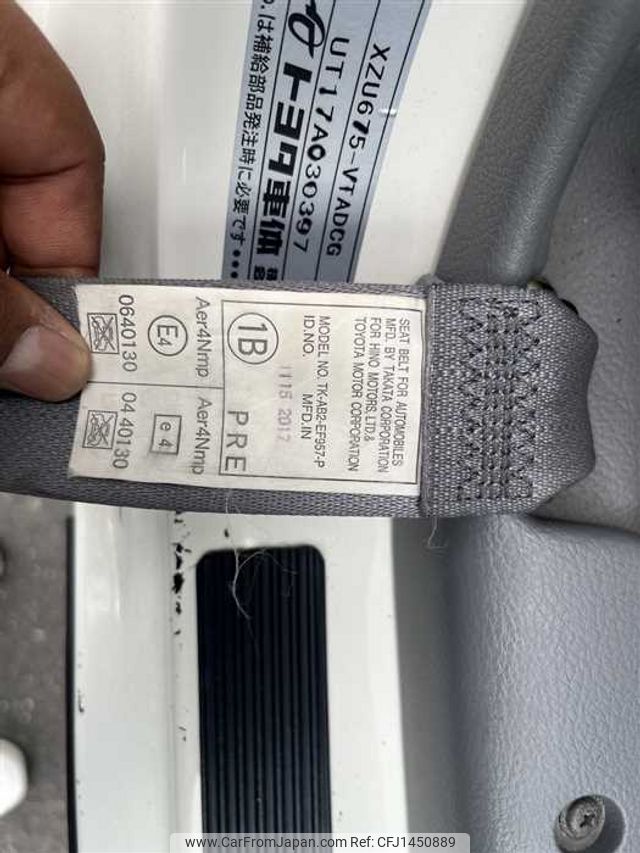 XZU675-VTADCG
UT17A030397
トヨタ車体
は補給部品発注時に必要です・・・
SEAT BELT FOR AUTOMOBILES
MFD. BY TAKATA CORPORATION
FOR HINO MOTORS, LTD. &
TOYOTA MOTOR CORPORATION
MODEL NO. TK-AB2-EF957-P
ID.NO. MFD.IN
1115 2017
1B PRE
Aer4Nmp Aer4Nmp
E4 e4
0640130 0440130
www.CarFromJapan.com Ref: CFJ1450889